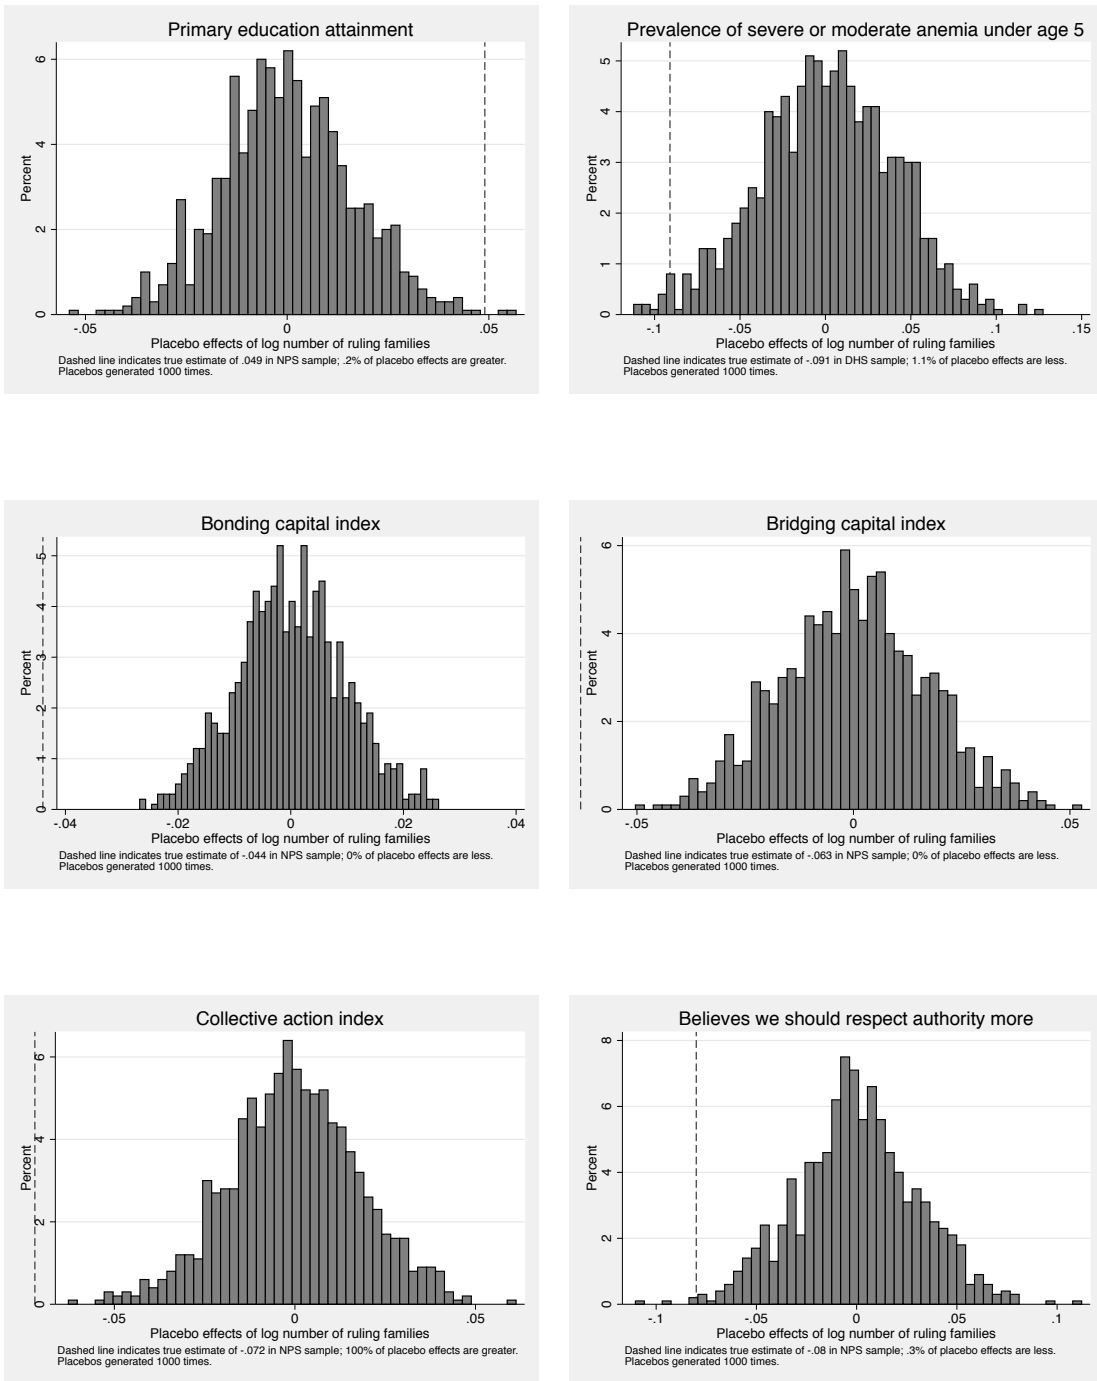 Primary education attainment
Percent
6
4
2
0
-.05 0 .05
Placebo effects of log number of ruling families
Dashed line indicates true estimate of .049 in NPS sample; .2% of placebo effects are greater.
Placebos generated 1000 times.
Prevalence of severe or moderate anemia under age 5
Percent
5
4
3
2
1
0
-.1 -.05 0 .05 .1 .15
Placebo effects of log number of ruling families
Dashed line indicates true estimate of -.091 in DHS sample; 1.1% of placebo effects are less.
Placebos generated 1000 times.
Bonding capital index
Percent
5
4
3
2
1
0
-.04 -.02 0 .02 .04
Placebo effects of log number of ruling families
Dashed line indicates true estimate of -.044 in NPS sample; 0% of placebo effects are less.
Placebos generated 1000 times.
Bridging capital index
Percent
6
4
2
0
-.05 0 .05
Placebo effects of log number of ruling families
Dashed line indicates true estimate of -.063 in NPS sample; 0% of placebo effects are less.
Placebos generated 1000 times.
Collective action index
Percent
6
4
2
0
-.05 0 .05
Placebo effects of log number of ruling families
Dashed line indicates true estimate of -.072 in NPS sample; 100% of placebo effects are greater.
Placebos generated 1000 times.
Believes we should respect authority more
Percent
8
6
4
2
0
-.1 -.05 0 .05 .1
Placebo effects of log number of ruling families
Dashed line indicates true estimate of -.08 in NPS sample; .3% of placebo effects are less.
Placebos generated 1000 times.